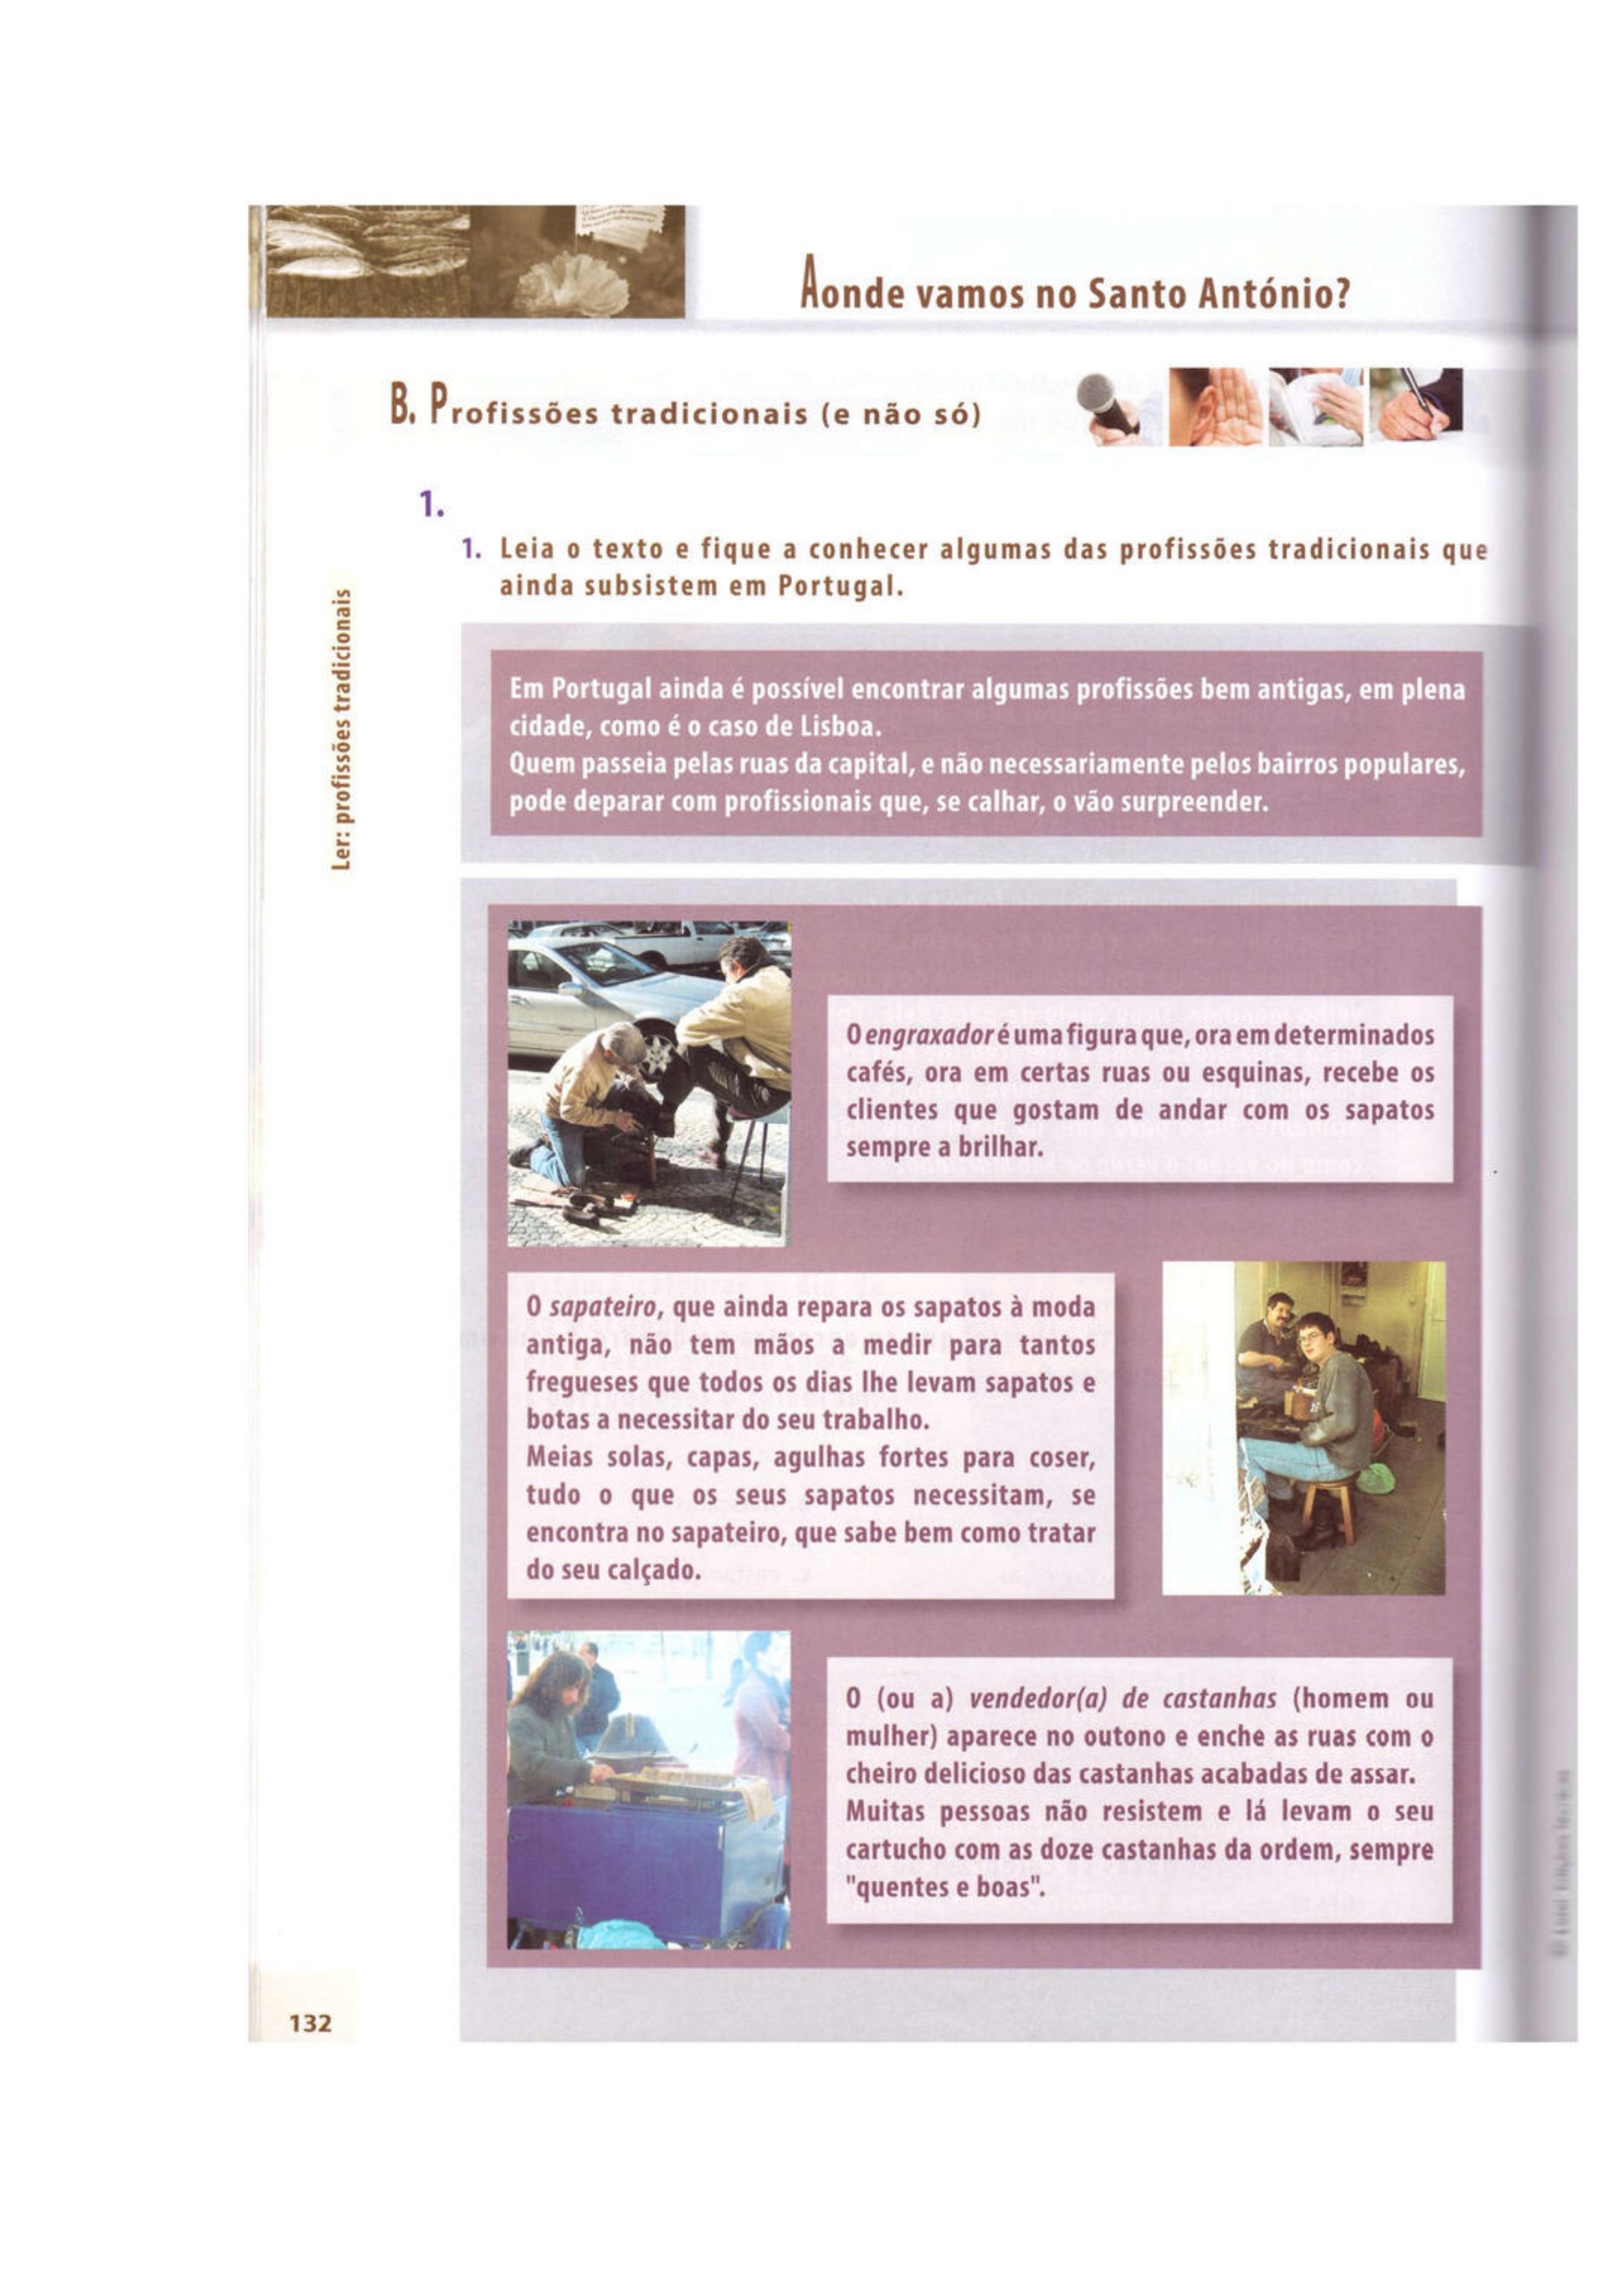 Aonde vamos no Santo António?
B. Profissões tradicionais (e não só)
1.
1. Leia o texto e fique a conhecer algumas das profissões tradicionais que
ainda subsistem em Portugal.
Ler: profissões tradicionais
Em Portugal ainda é possível encontrar algumas profissões bem antigas, em plena
cidade, como é o caso de Lisboa.
Quem passeia pelas ruas da capital, e não necessariamente pelos bairros populares,
pode deparar com profissionais que, se calhar, o vão surpreender.
O engraxador é uma figura que, ora em determinados
cafés, ora em certas ruas ou esquinas, recebe os
clientes que gostam de andar com os sapatos
sempre a brilhar.
O sapateiro, que ainda repara os sapatos à moda
antiga, não tem mãos a medir para tantos
fregueses que todos os dias lhe levam sapatos e
botas a necessitar do seu trabalho.
Meias solas, capas, agulhas fortes para coser,
tudo o que os seus sapatos necessitam, se
encontra no sapateiro, que sabe bem como tratar
do seu calçado.
O (ou a) vendedor(a) de castanhas (homem ou
mulher) aparece no outono e enche as ruas com o
cheiro delicioso das castanhas acabadas de assar.
Muitas pessoas não resistem e lá levam o seu
cartucho com as doze castanhas da ordem, sempre
"quentes e boas".
132